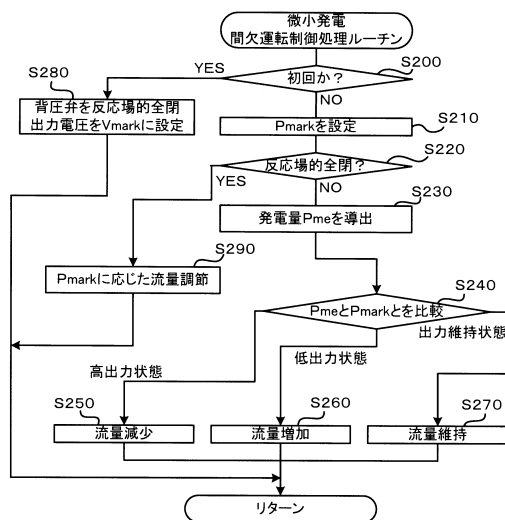 微小発電
間欠運転制御処理ルーチン
S200
初回か？
YES
NO
S280
背圧弁を反応場的全閉
出力電圧をVmarkに設定
S210
Pmarkを設定
S220
反応場的全閉？
YES
NO
S230
発電量Pmeを導出
S290
Pmarkに応じた流量調節
S240
PmeとPmarkとを比較
出力維持状態
低出力状態
高出力状態
S250
流量減少
S260
流量増加
S270
流量維持
リターン